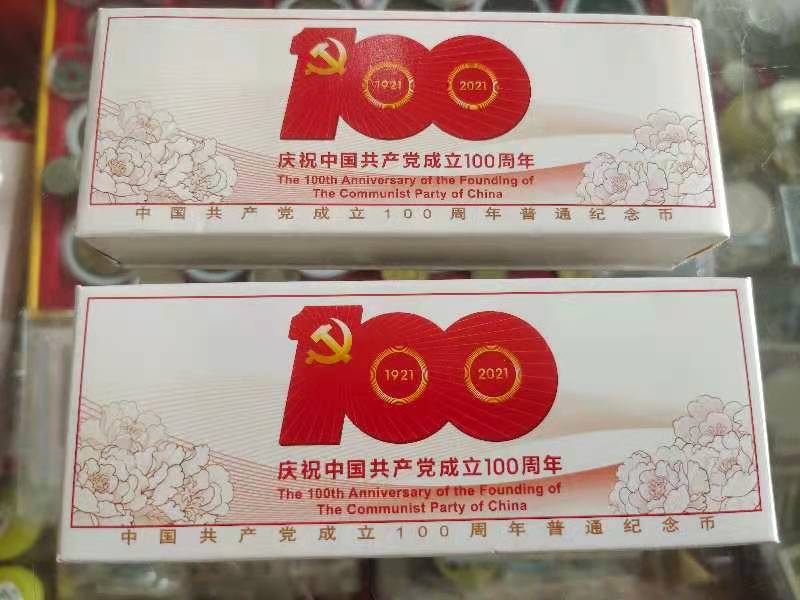 100
1921 2021
庆祝中国共产党成立100周年
The 100th Anniversary of the Founding of
The Communist Party of China
中国共产党成立100周年普通纪念币
100
1921 2021
庆祝中国共产党成立100周年
The 100th Anniversary of the Founding of
The Communist Party of China
中国共产党成立100周年普通纪念币